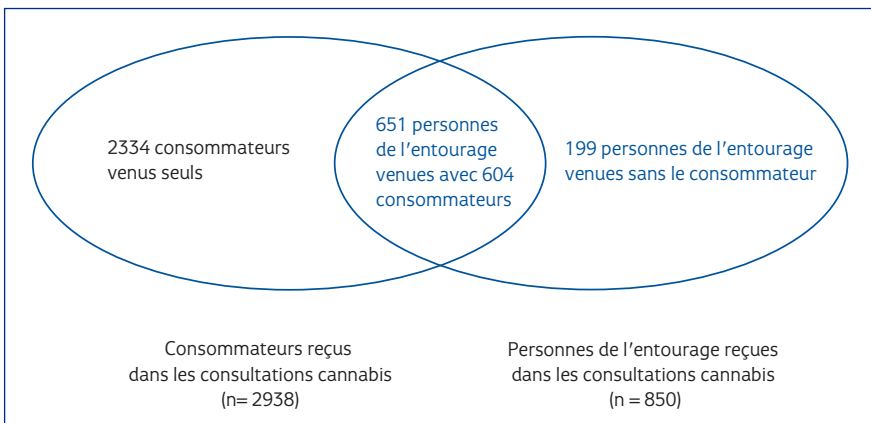 2334 consommateurs
venus seuls
651 personnes
de l'entourage
venues avec 604
consommateurs
199 personnes de l'entourage
venues sans le consommateur
Consommateurs reçus
dans les consultations cannabis
(n= 2938)
Personnes de l'entourage reçues
dans les consultations cannabis
(n = 850)